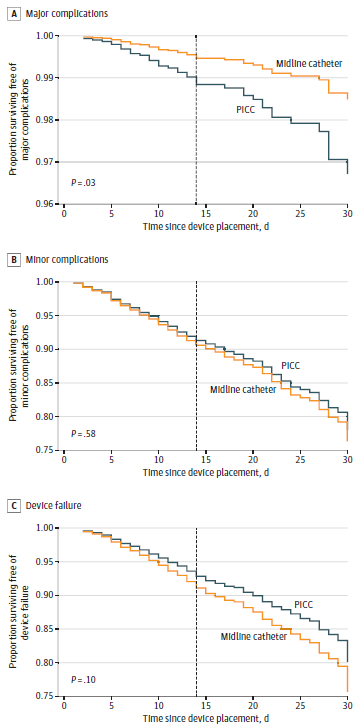 A Major complications
1.00
0.99
0.98
0.97
0.96
Proportion surviving free of
major complications
Midline catheter
PICC
P = .03
0 5 10 15 20 25 30
Time since device placement, d
B Minor complications
1.00
0.95
0.90
0.85
0.80
0.75
Proportion surviving free of
minor complications
PICC
Midline catheter
P = .58
0 5 10 15 20 25 30
Time since device placement, d
C Device failure
1.00
0.95
0.90
0.85
0.80
0.75
Proportion surviving free of
device failure
PICC
Midline catheter
P = .10
0 5 10 15 20 25 30
Time since device placement, d